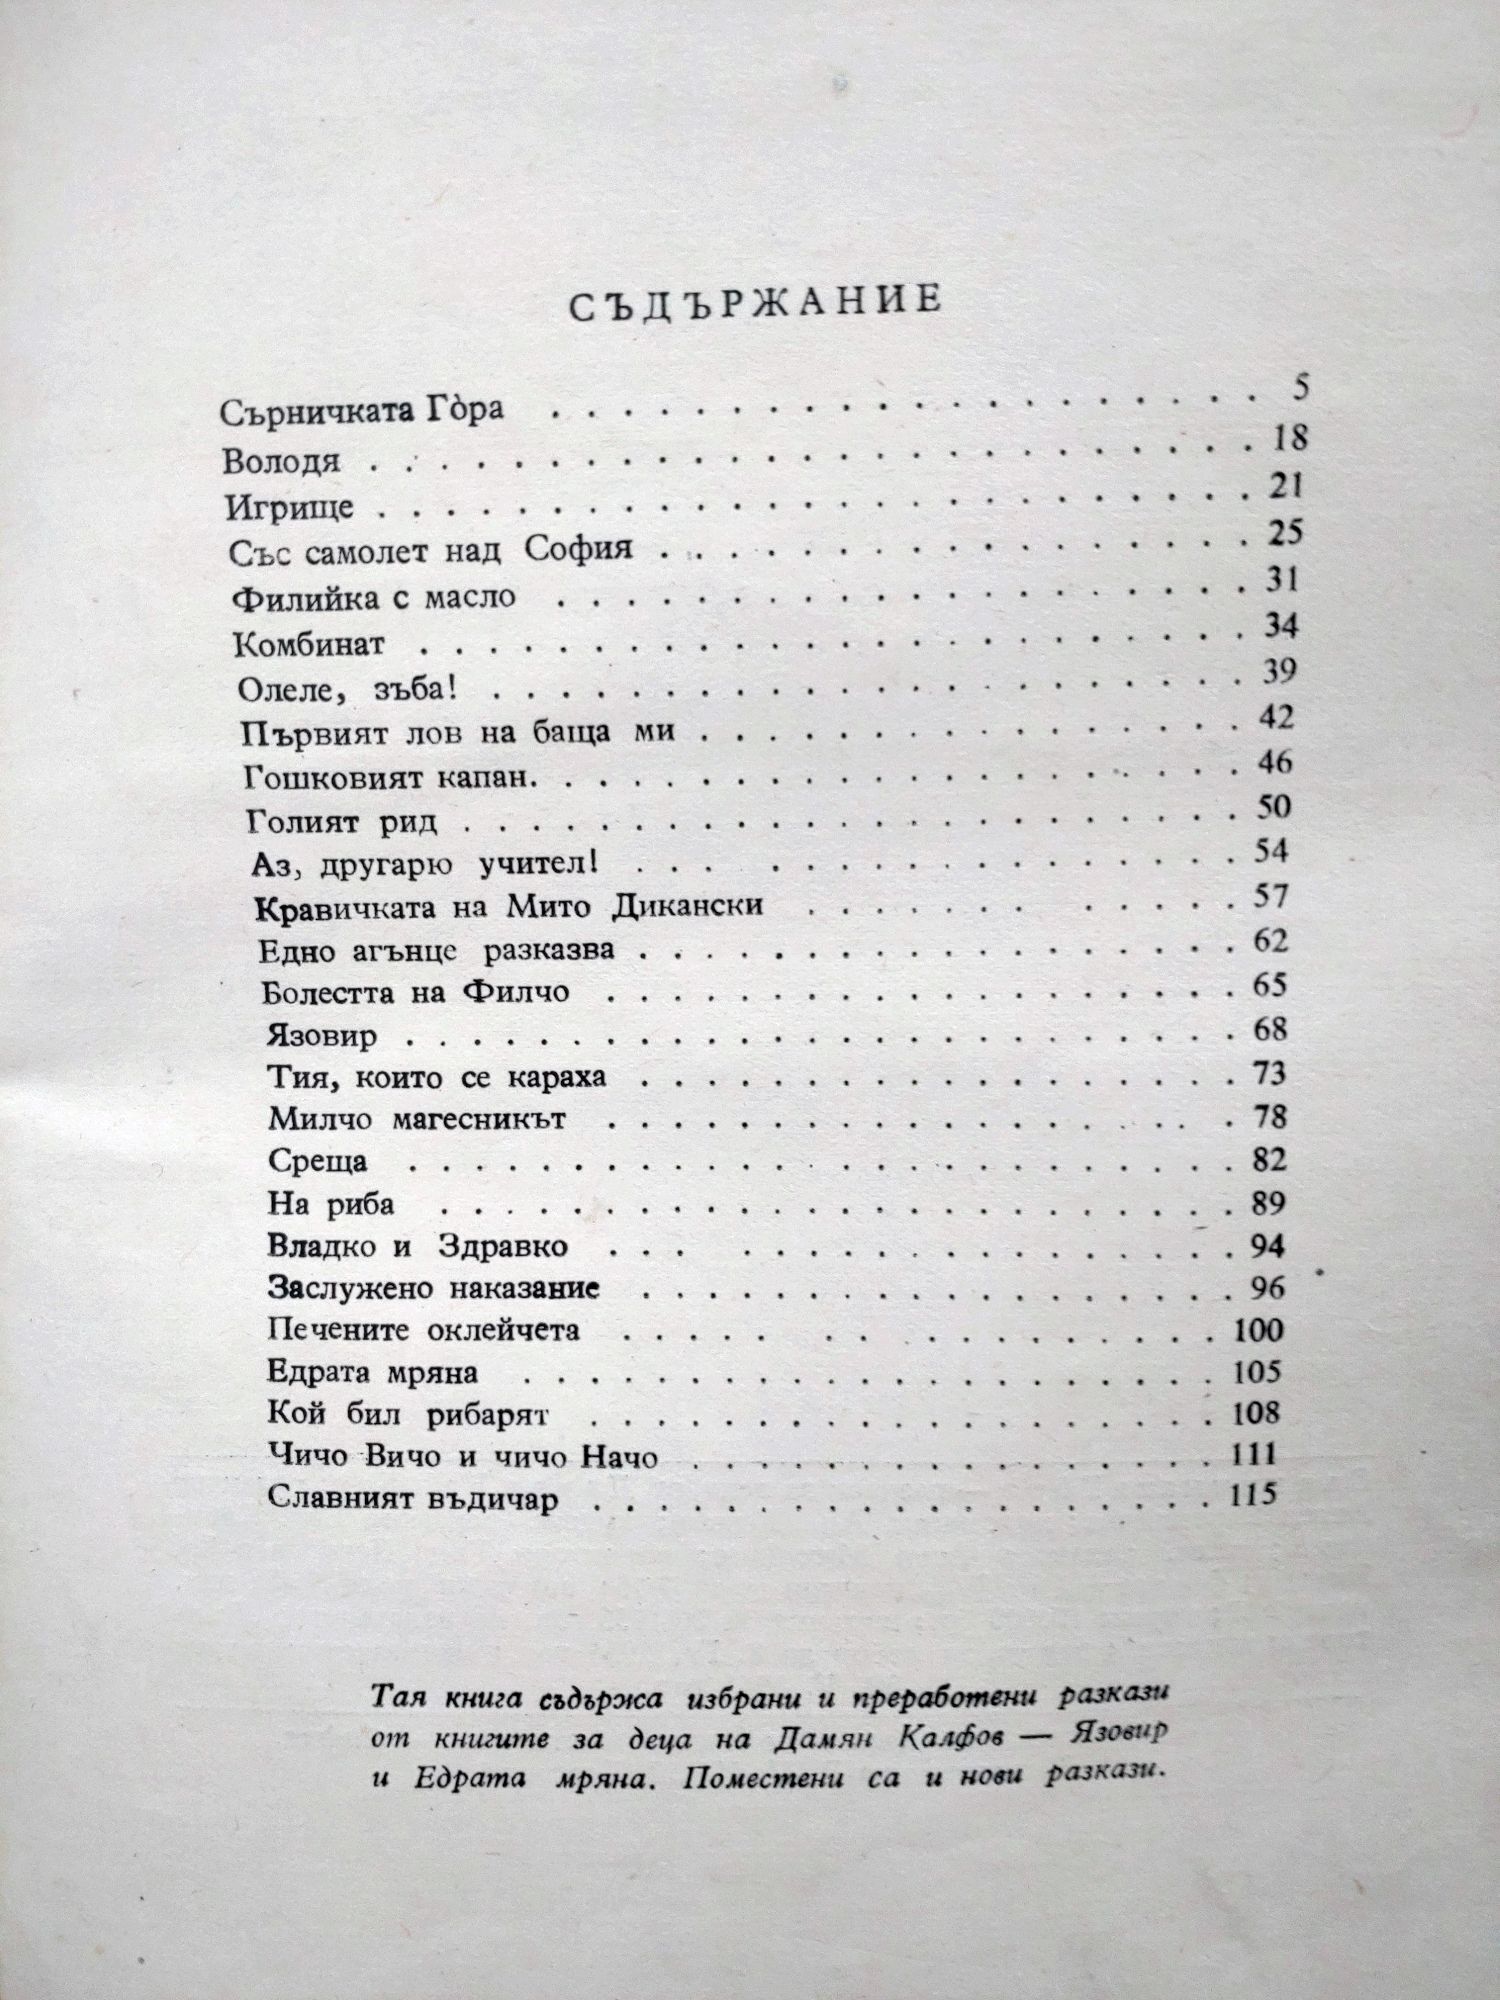 СЪДЪРЖАНИЕ
Сърничката Го̀ра . . . . . . . . . . . . . . . . . . . . 5
Володя . . . . . . . . . . . . . . . . . . . . . . . . . 18
Игрище . . . . . . . . . . . . . . . . . . . . . . . . . 21
Със самолет над София . . . . . . . . . . . . . . . . . 25
Филийка с масло . . . . . . . . . . . . . . . . . . . . 31
Комбинат . . . . . . . . . . . . . . . . . . . . . . . . 34
Олеле, зъба! . . . . . . . . . . . . . . . . . . . . . . 39
Първият лов на баща ми . . . . . . . . . . . . . . . . 42
Гошковият капан. . . . . . . . . . . . . . . . . . . . . 46
Голият рид . . . . . . . . . . . . . . . . . . . . . . . 50
Аз, другарю учител! . . . . . . . . . . . . . . . . . 54
Кравичката на Мито Дикански . . . . . . . . . . . . 57
Едно агънце разказва . . . . . . . . . . . . . . . . . . 62
Болестта на Филчо . . . . . . . . . . . . . . . . . . . 65
Язовир . . . . . . . . . . . . . . . . . . . . . . . . . 68
Тия, които се караха . . . . . . . . . . . . . . . . . . 73
Милчо магесникът . . . . . . . . . . . . . . . . . . . 78
Среща . . . . . . . . . . . . . . . . . . . . . . . . . 82
На риба . . . . . . . . . . . . . . . . . . . . . . . . 89
Владко и Здравко . . . . . . . . . . . . . . . . . . 94
Заслужено наказание . . . . . . . . . . . . . . . . . . 96
Печените оклейчета . . . . . . . . . . . . . . . . . 100
Едрата мряна . . . . . . . . . . . . . . . . . . . . . 105
Кой бил рибарят . . . . . . . . . . . . . . . . . . . 108
Чичо Вичо и чичо Начо . . . . . . . . . . . . . . . . 111
Славният въдичар . . . . . . . . . . . . . . . . . . . 115
Тая книга съдържа избрани и преработени разкази
от книгите за деца на Дамян Калфов — Язовир
и Едрата мряна. Поместени са и нови разкази.